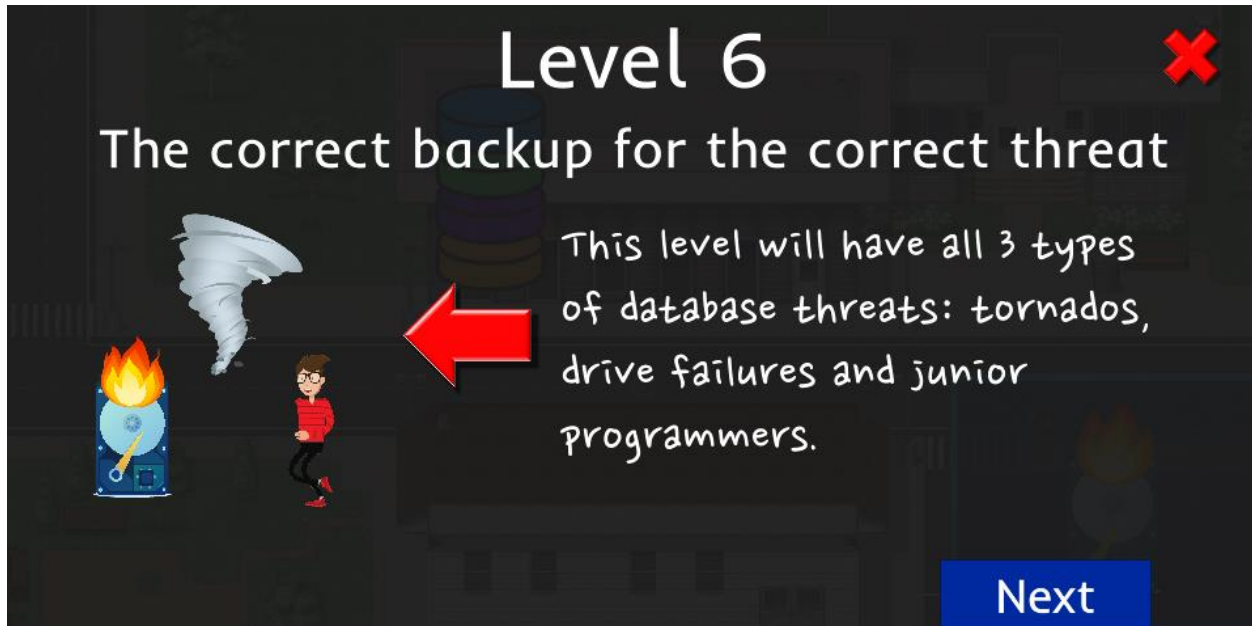 Level 6
The correct backup for the correct threat
This level will have all 3 types
of database threats: tornados,
drive failures and junior
programmers.
Next